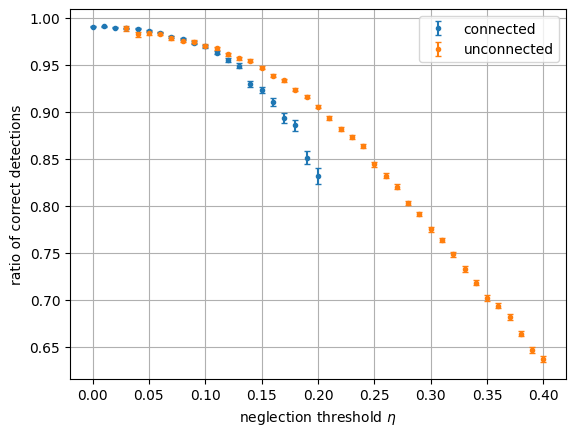 connected
unconnected
ratio of correct detections
1.00
0.95
0.90
0.85
0.80
0.75
0.70
0.65
0.00 0.05 0.10 0.15 0.20 0.25 0.30 0.35 0.40
neglection threshold η